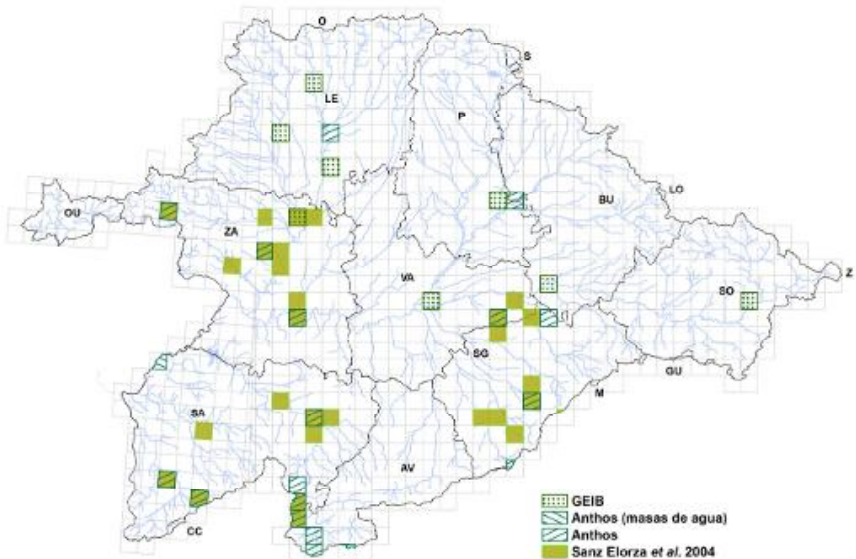 O
S
LE
P
LO
OU
BU
ZA
Z
VA
SO
SG
GU
M
SA
AV
CC
GEIB
Anthos (masas de agua)
Anthos
Sanz Elorza et al. 2004